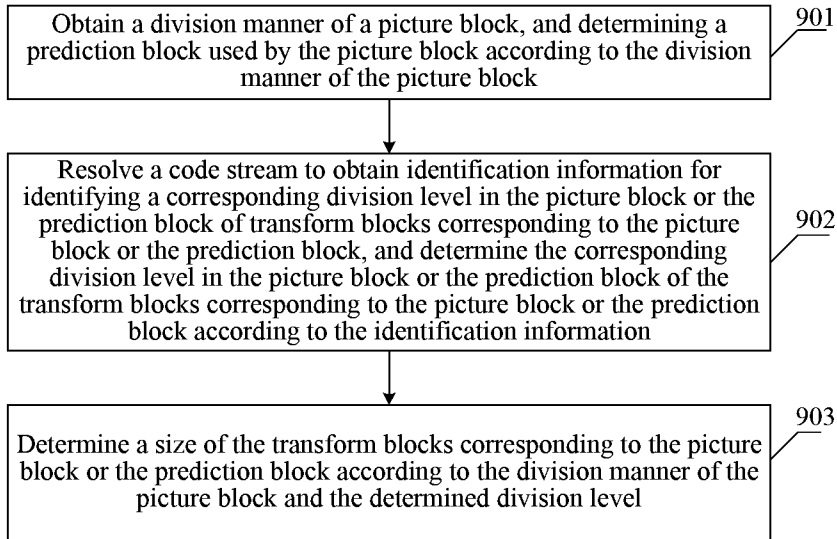 Obtain a division manner of a picture block, and determining a
prediction block used by the picture block according to the division
manner of the picture block
901
Resolve a code stream to obtain identification information for
identifying a corresponding division level in the picture block or the
prediction block of transform blocks corresponding to the picture
block or the prediction block, and determine the corresponding
division level in the picture block or the prediction block of the
transform blocks corresponding to the picture block or the prediction
block according to the identification information
902
Determine a size of the transform blocks corresponding to the picture
block or the prediction block according to the division manner of the
picture block and the determined division level
903